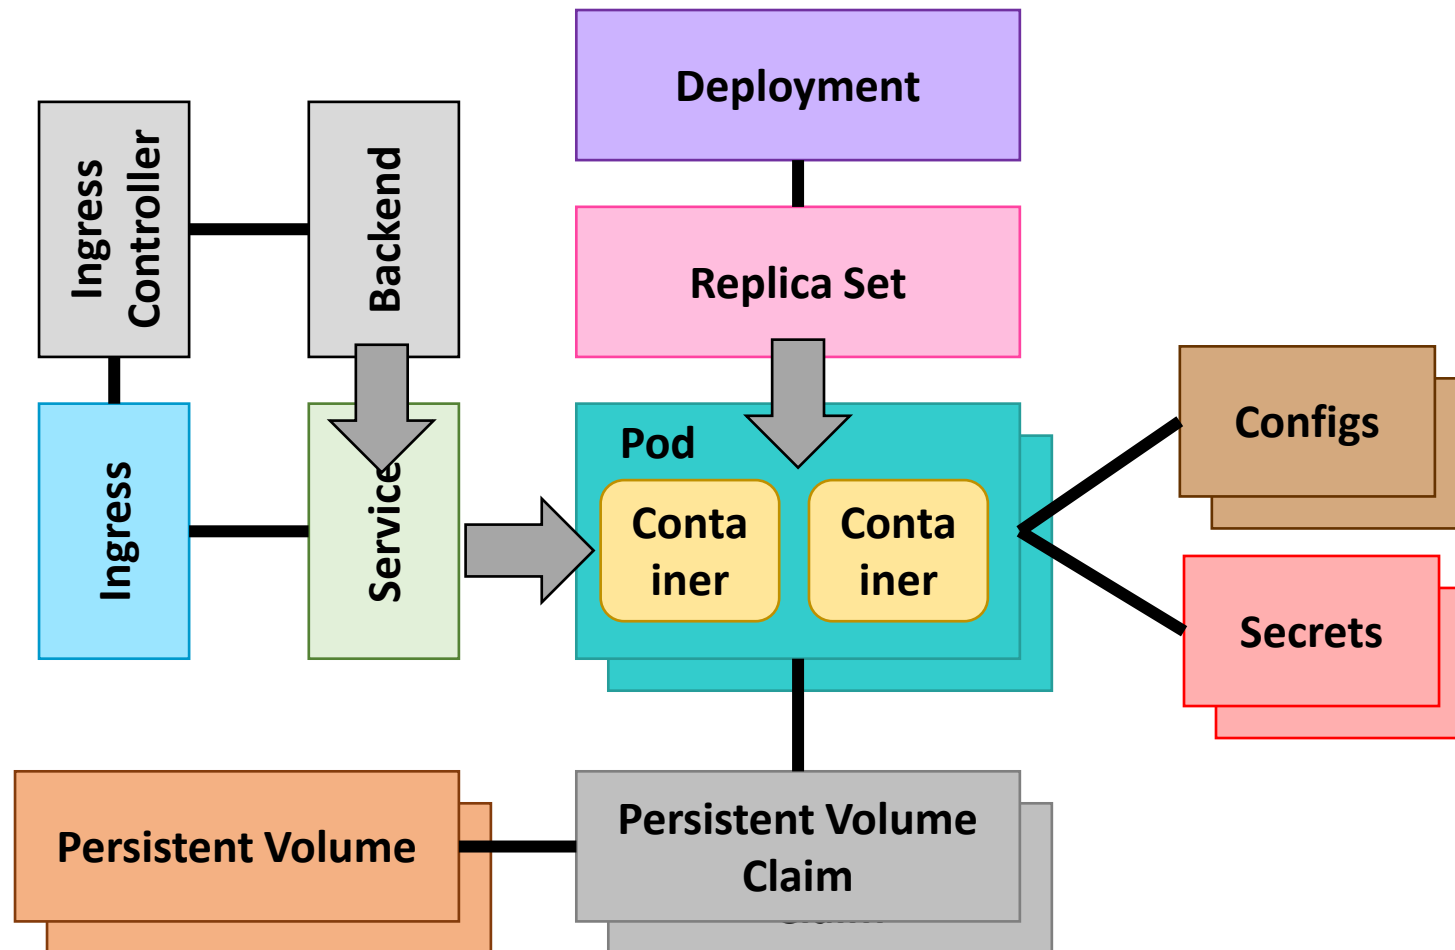 Deployment
Ingress
Controller
Backend
Replica Set
Configs
Pod
Ingress
Service
Conta
iner
Conta
iner
Secrets
Persistent Volume
Persistent Volume
Claim